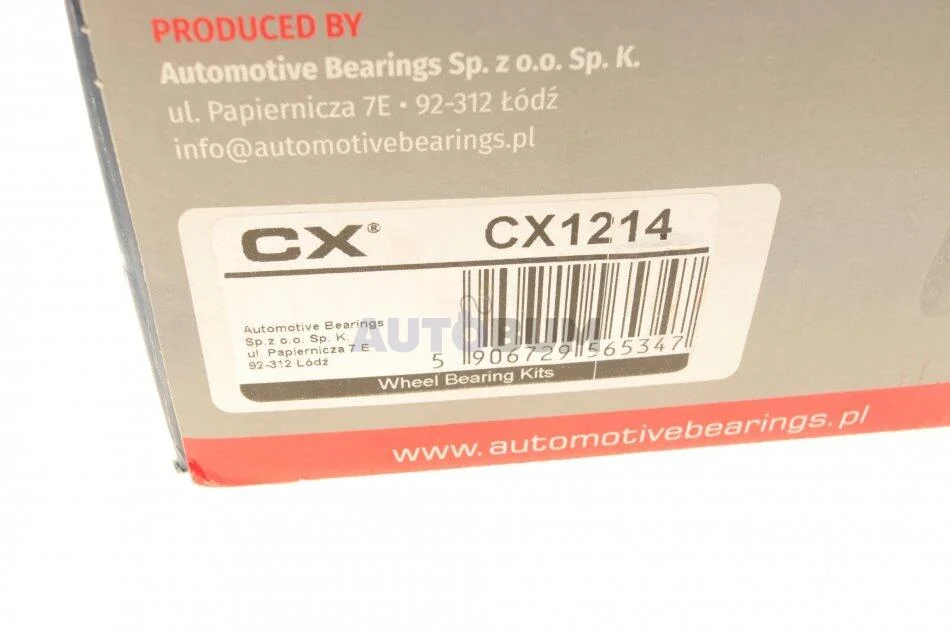 PRODUCED BY
Automotive Bearings Sp. z o.o. Sp. K.
ul. Papiernicza 7E • 92-312 Łódź
info@automotivebearings.pl
CX® CX1214
Automotive Bearings
Sp.z o.o. Sp. K.
ul. Papiernicza 7E
92-312 Łódź
AUTOBUM
5 906729 565347
Wheel Bearing Kits
www.automotivebearings.pl